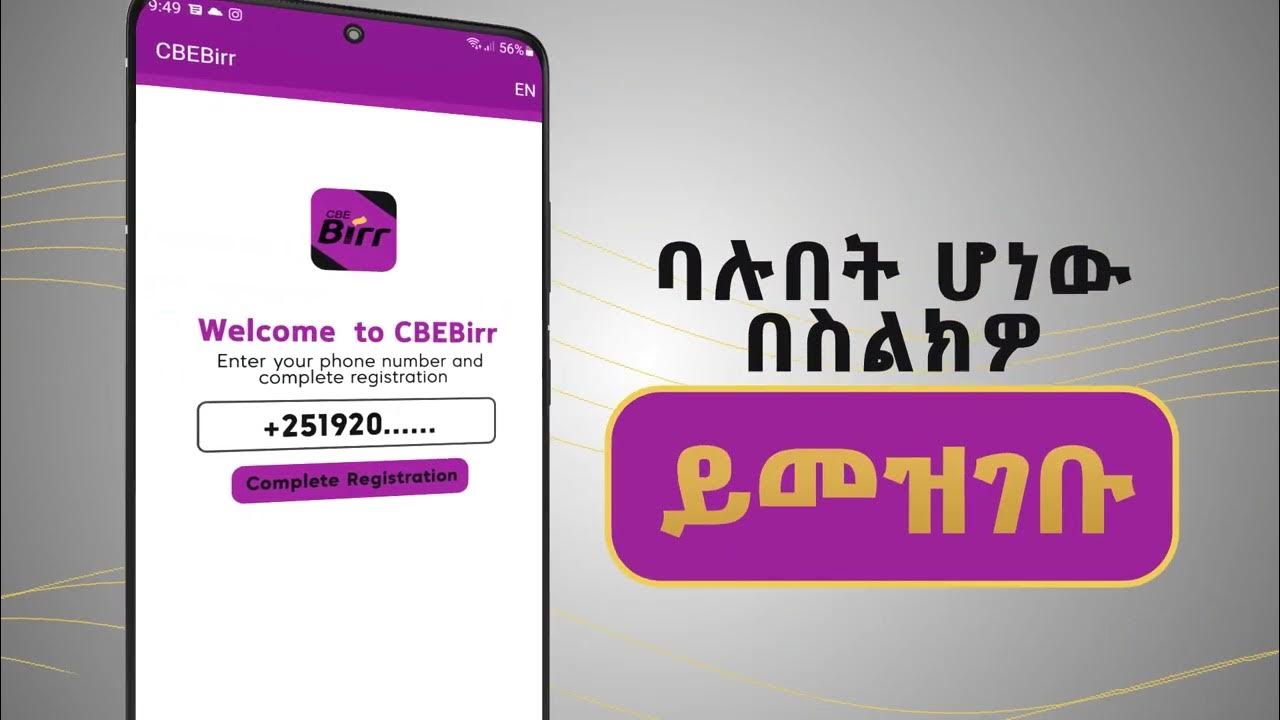 9:49
56%
CBEBirr
EN
CBE
Birr
Welcome to CBEBirr
Enter your phone number and
complete registration
+251920......
Complete Registration
ባሉበት ሆነው
በስልክዎ
ይመዝገቡ